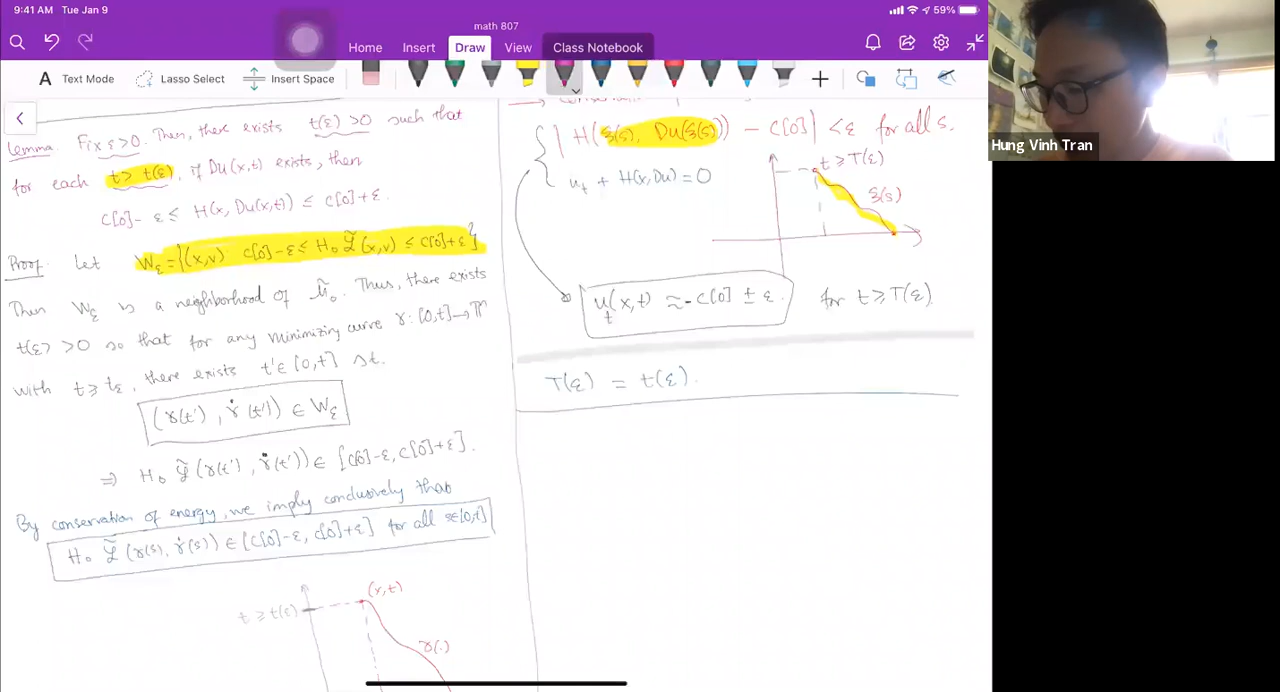 9:41 AM Tue Jan 9
59%
math 807
Home Insert Draw View Class Notebook
A Text Mode Lasso Select Insert Space
Lemma. Fix ε>0. Then, there exists t(ε)>0 such that
for each t>t(ε), if Du(x,t) exists, then
c[0]-ε ≤ H(x, Du(x,t)) ≤ c[0]+ε.
Proof. Let W_ε={(x,v) c[0]-ε ≤ H∘𝓛̃(x,v) ≤ c[0]+ε}
Then W_ε is a neighborhood of M̃₀. Thus, there exists
t(ε)>0 so that for any minimizing curve γ:[0,t]→𝕋ⁿ
with t≥t_ε, there exists t'∈[0,t] st.
(γ(t'), γ̇(t')) ∈ W_ε
⇒ H∘𝓛̃(γ(t'), γ̇(t')) ∈ [c[0]-ε, c[0]+ε].
By conservation of energy, we imply conclusively that
H∘𝓛̃(γ(s), γ̇(s)) ∈ [c[0]-ε, c[0]+ε] for all s∈[0,t]
(x,t)
t ≥ t(ε)
γ(·)
{ | H(ξ(s), Du(ξ(s))) - c[0] | < ε for all s.
u_t + H(x,Du)=0
t ≥ T(ε)
ξ(s)
u_t(x,t) ≈ -c[0] ± ε. for t ≥ T(ε).
T(ε) = t(ε).
Hung Vinh Tran